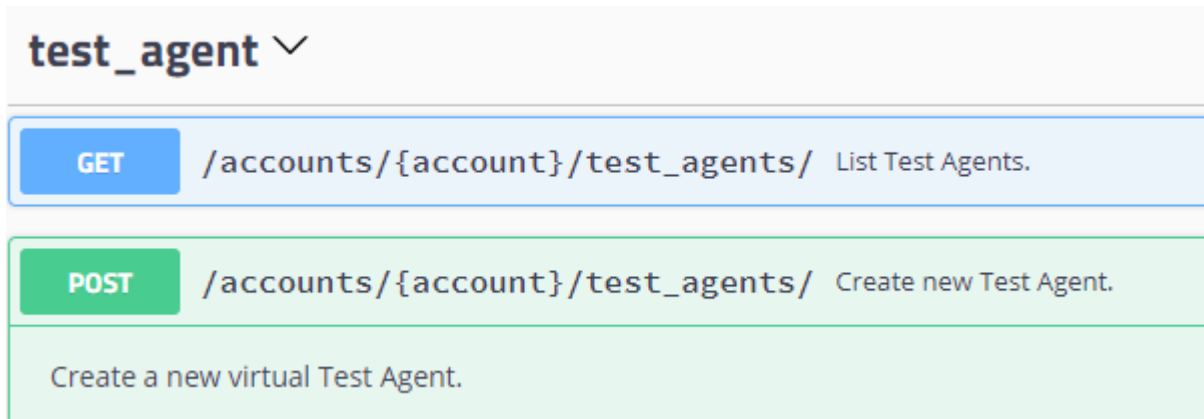 test_agent
GET /accounts/{account}/test_agents/ List Test Agents.
POST /accounts/{account}/test_agents/ Create new Test Agent.
Create a new virtual Test Agent.